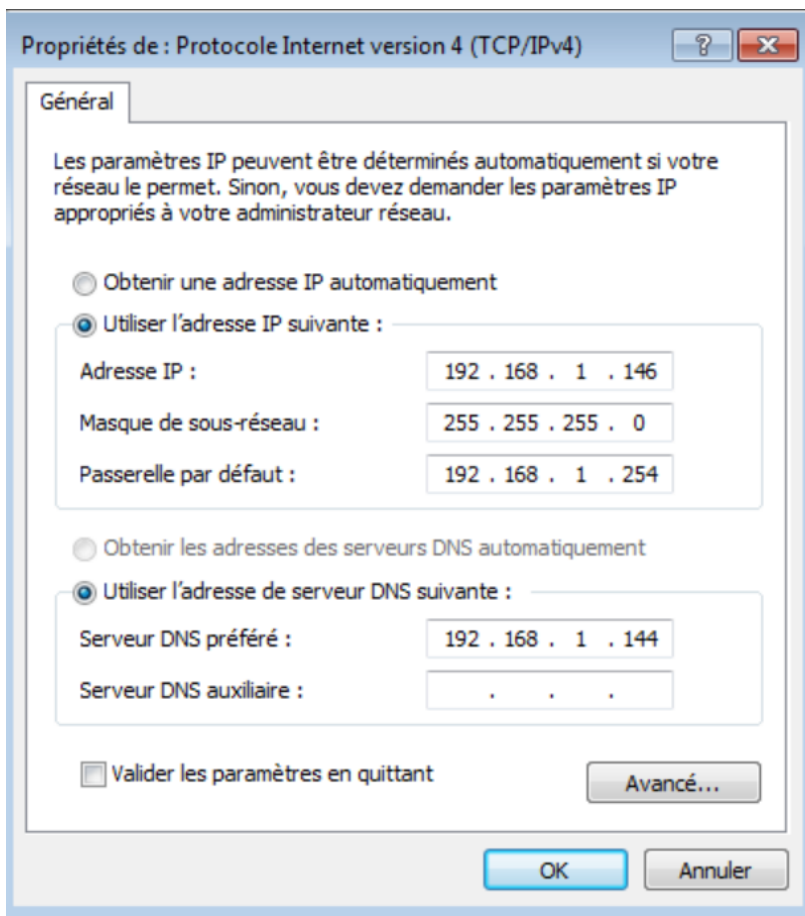 Propriétés de : Protocole Internet version 4 (TCP/IPv4)
Général
Les paramètres IP peuvent être déterminés automatiquement si votre
réseau le permet. Sinon, vous devez demander les paramètres IP
appropriés à votre administrateur réseau.
Obtenir une adresse IP automatiquement
Utiliser l'adresse IP suivante :
Adresse IP : 192 . 168 . 1 . 146
Masque de sous-réseau : 255 . 255 . 255 . 0
Passerelle par défaut : 192 . 168 . 1 . 254
Obtenir les adresses des serveurs DNS automatiquement
Utiliser l'adresse de serveur DNS suivante :
Serveur DNS préféré : 192 . 168 . 1 . 144
Serveur DNS auxiliaire : . . .
Valider les paramètres en quittant
Avancé...
OK Annuler